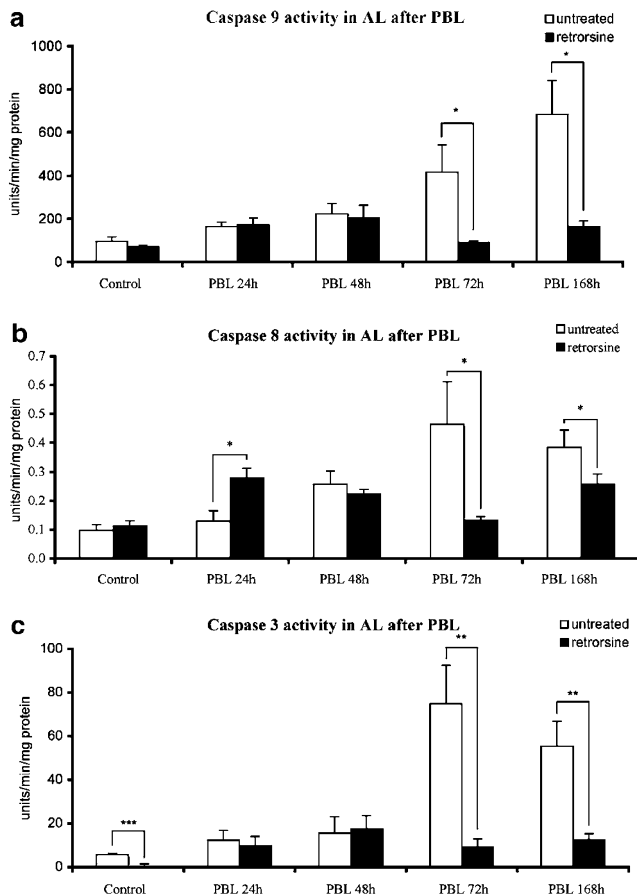 a
Caspase 9 activity in AL after PBL
untreated
retrorsine
units/min/mg protein
1000
800
600
400
200
0
*
*
Control
PBL 24h
PBL 48h
PBL 72h
PBL 168h
b
Caspase 8 activity in AL after PBL
untreated
retrorsine
units/min/mg protein
0.7
0.6
0.5
0.4
0.3
0.2
0.1
0.0
*
*
*
Control
PBL 24h
PBL 48h
PBL 72h
PBL 168h
c
Caspase 3 activity in AL after PBL
untreated
retrorsine
units/min/mg protein
100
80
60
40
20
0
***
**
**
Control
PBL 24h
PBL 48h
PBL 72h
PBL 168h